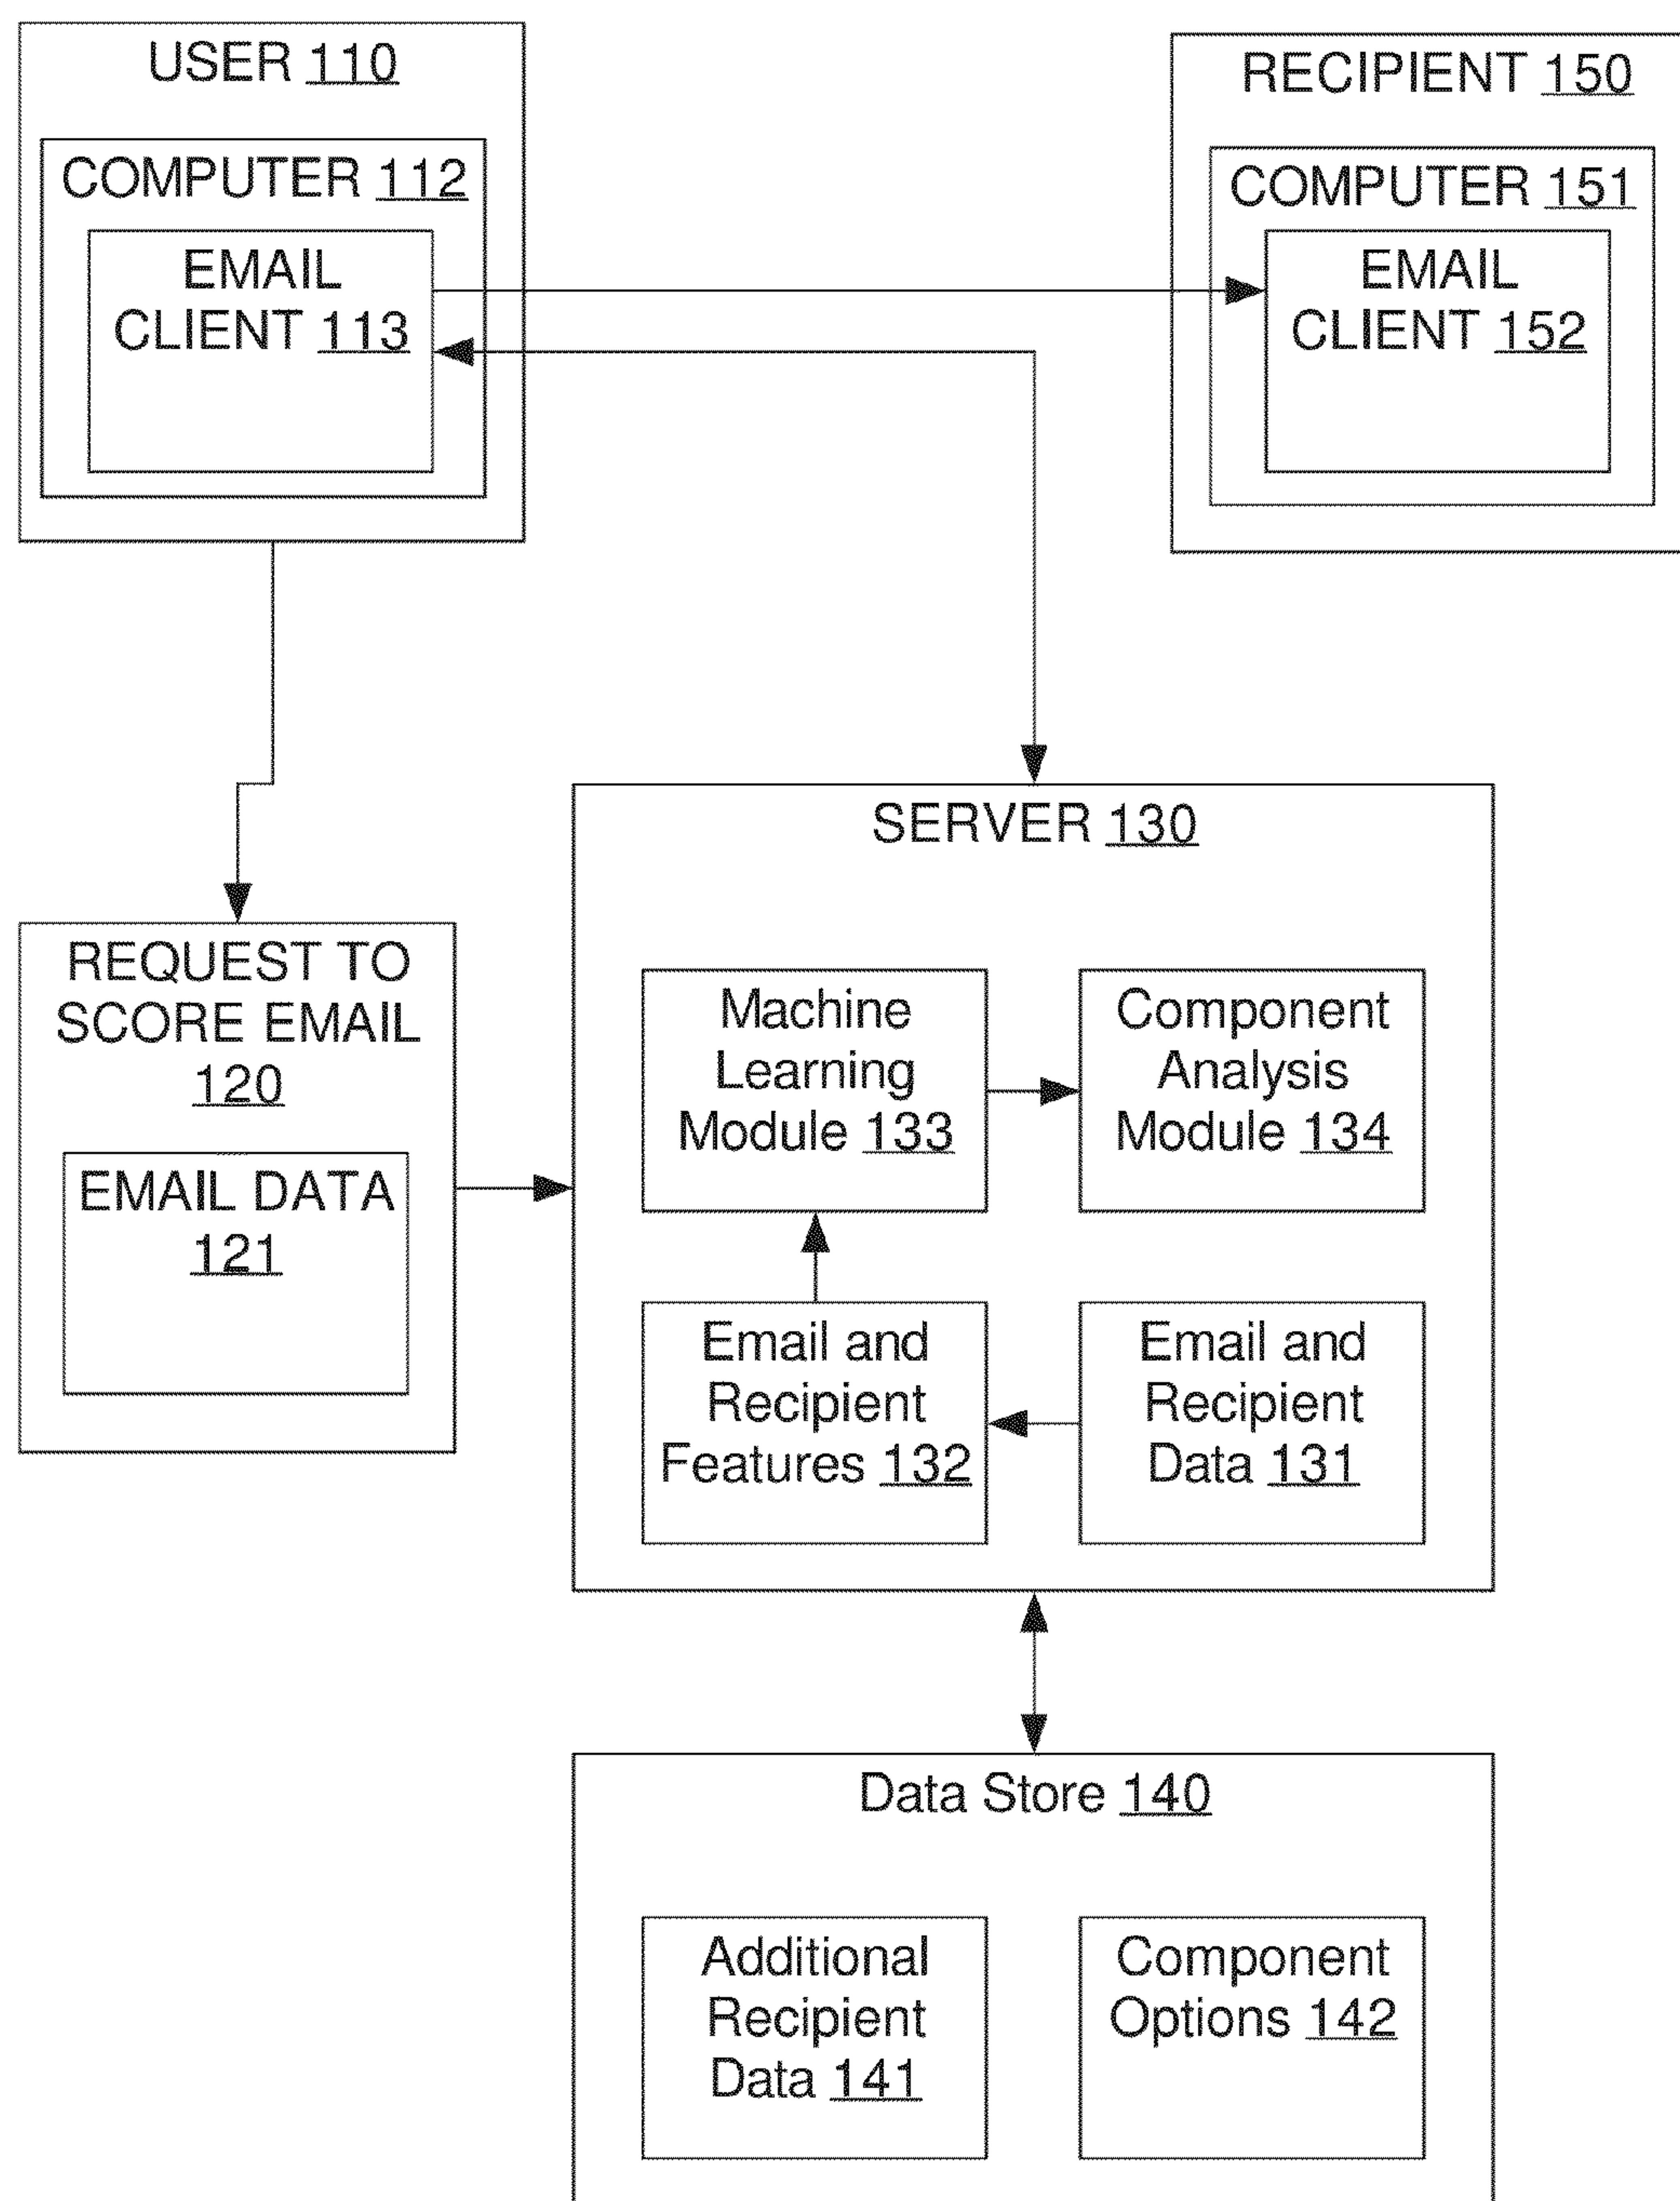 USER 110
COMPUTER 112
EMAIL
CLIENT 113
RECIPIENT 150
COMPUTER 151
EMAIL
CLIENT 152
REQUEST TO
SCORE EMAIL
120
EMAIL DATA
121
SERVER 130
Machine
Learning
Module 133
Component
Analysis
Module 134
Email and
Recipient
Features 132
Email and
Recipient
Data 131
Data Store 140
Additional
Recipient
Data 141
Component
Options 142